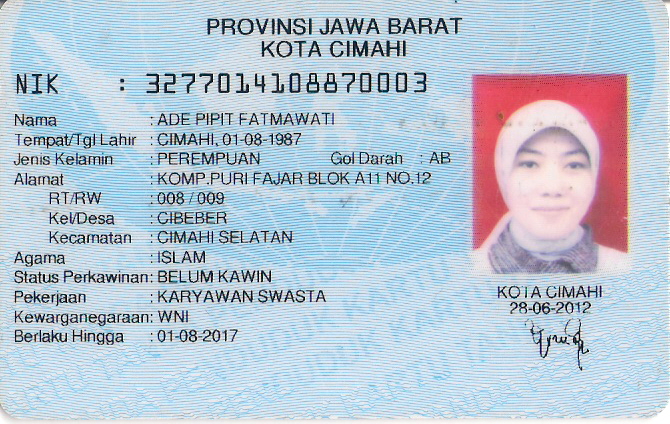 PROVINSI JAWA BARAT
KOTA CIMAHI
NIK : 3277014108870003
Nama : ADE PIPIT FATMAWATI
Tempat/Tgl Lahir : CIMAHI, 01-08-1987
Jenis Kelamin : PEREMPUAN Gol Darah : AB
Alamat : KOMP.PURI FAJAR BLOK A11 NO.12
RT/RW : 008 / 009
Kel/Desa : CIBEBER
Kecamatan : CIMAHI SELATAN
Agama : ISLAM
Status Perkawinan: BELUM KAWIN
Pekerjaan : KARYAWAN SWASTA
Kewarganegaraan: WNI
Berlaku Hingga : 01-08-2017
KOTA CIMAHI
28-06-2012